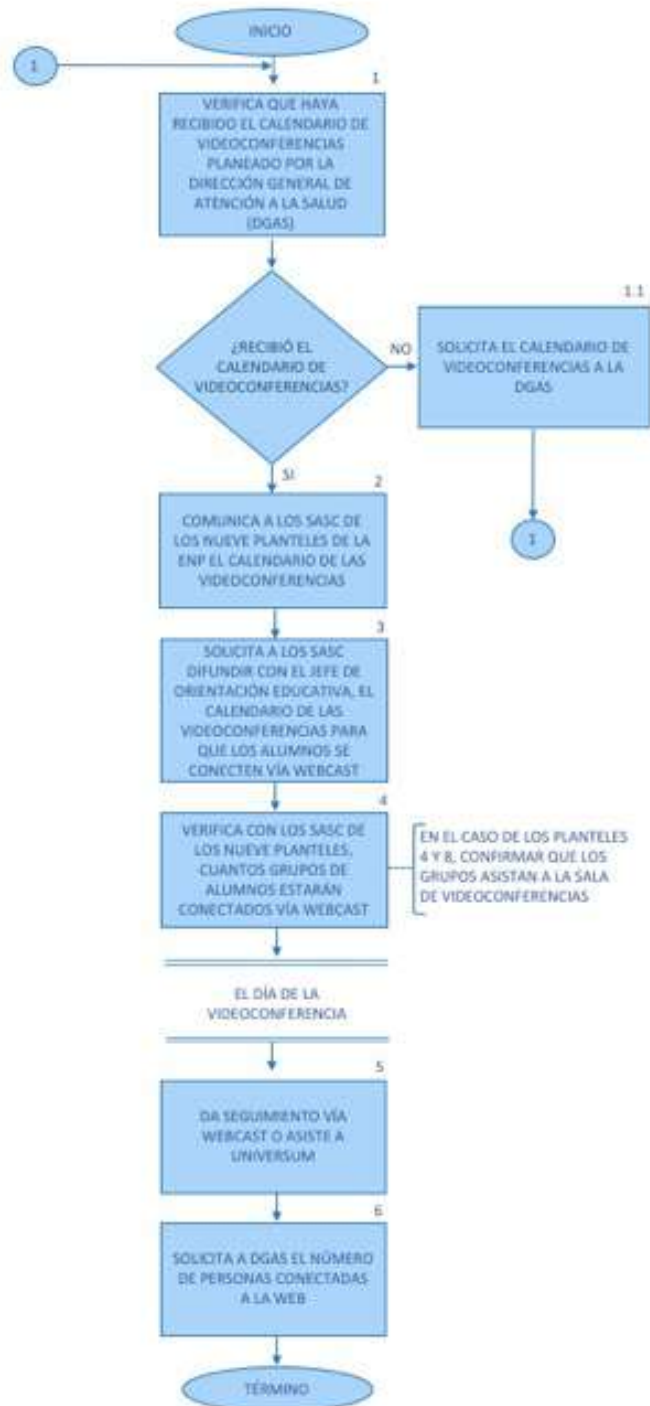 INICIO
1
1
VERIFICA QUE HAYA
RECIBIDO EL CALENDARIO DE
VIDEOCONFERENCIAS
PLANEADO POR LA
DIRECCIÓN GENERAL DE
ATENCIÓN A LA SALUD
(DGAS)
¿RECIBIÓ EL
CALENDARIO DE
VIDEOCONFERENCIAS?
NO
1.1
SOLICITA EL CALENDARIO DE
VIDEOCONFERENCIAS A LA
DGAS
1
SI
2
COMUNICA A LOS SASC DE
LOS NUEVE PLANTELES DE LA
ENP EL CALENDARIO DE LAS
VIDEOCONFERENCIAS
3
SOLICITA A LOS SASC
DIFUNDIR CON EL JEFE DE
ORIENTACIÓN EDUCATIVA, EL
CALENDARIO DE LAS
VIDEOCONFERENCIAS PARA
QUE LOS ALUMNOS SE
CONECTEN VÍA WEBCAST
4
VERIFICA CON LOS SASC DE
LOS NUEVE PLANTELES,
CUANTOS GRUPOS DE
ALUMNOS ESTARÁN
CONECTADOS VÍA WEBCAST
EN EL CASO DE LOS PLANTELES
4 Y 8, CONFIRMAR QUE LOS
GRUPOS ASISTAN A LA SALA
DE VIDEOCONFERENCIAS
EL DÍA DE LA
VIDEOCONFERENCIA
5
DA SEGUIMIENTO VÍA
WEBCAST O ASISTE A
UNIVERSUM
6
SOLICITA A DGAS EL NÚMERO
DE PERSONAS CONECTADAS
A LA WEB
TÉRMINO